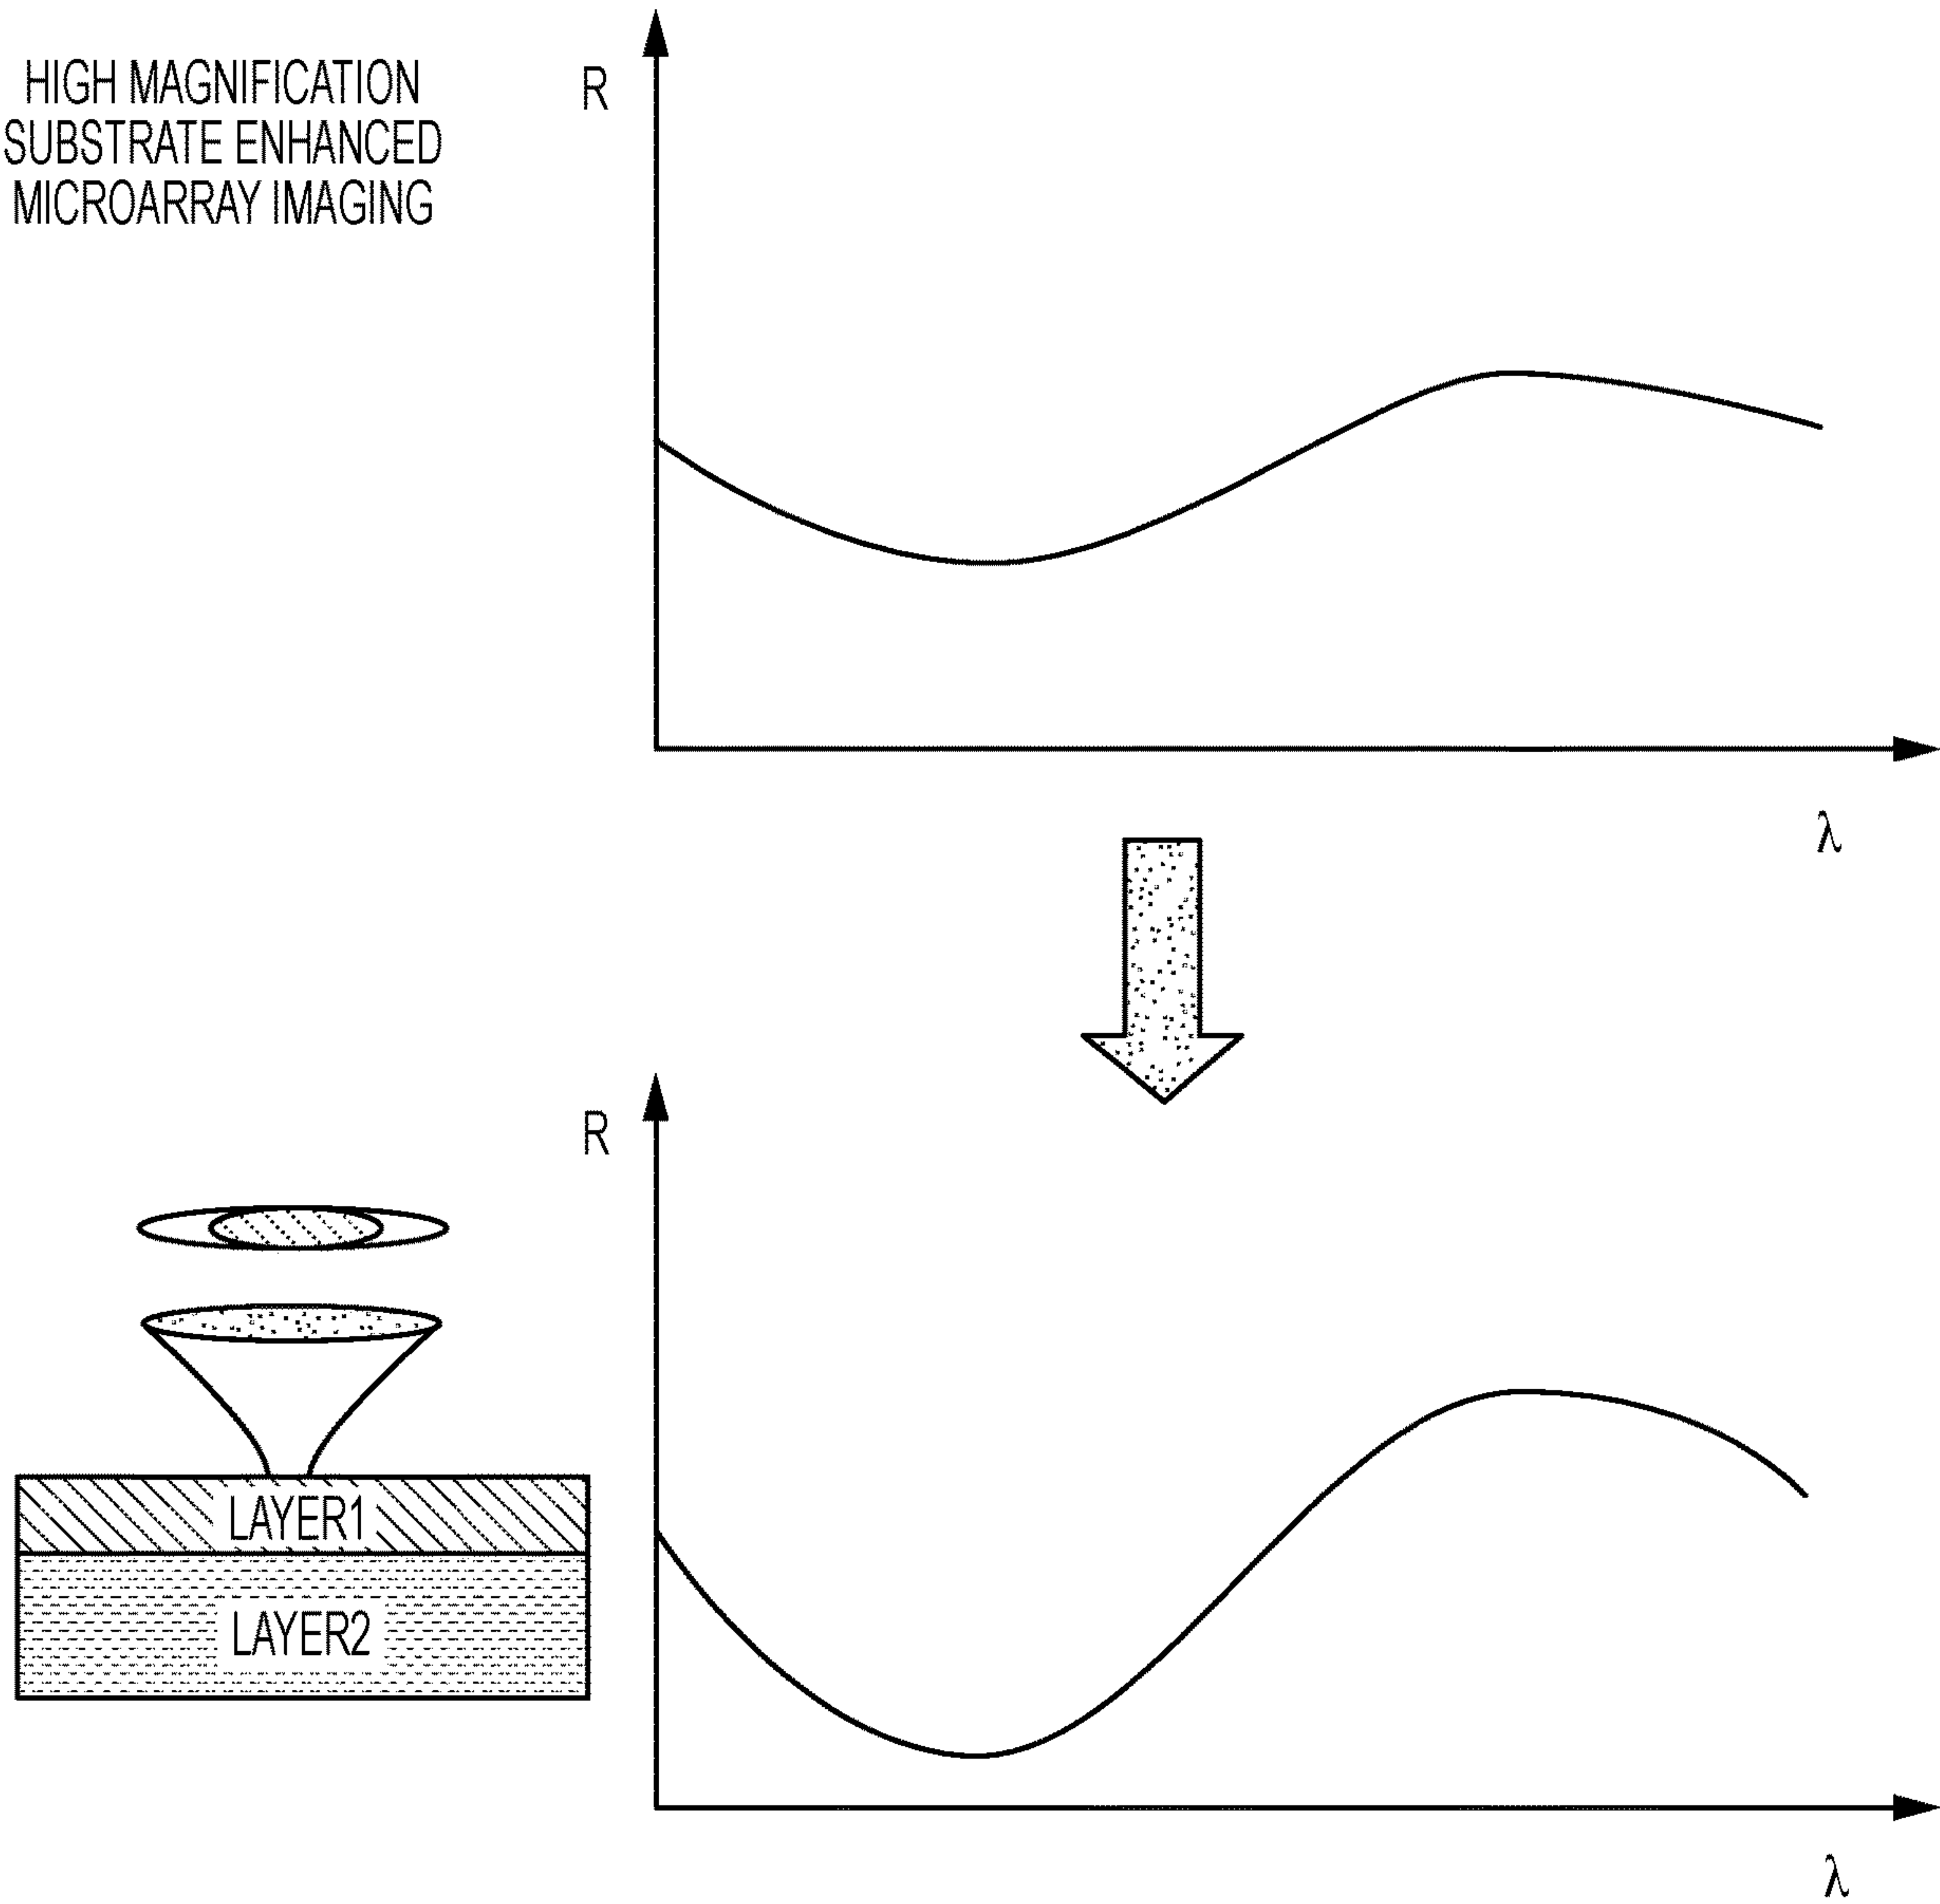 HIGH MAGNIFICATION
SUBSTRATE ENHANCED
MICROARRAY IMAGING
R
λ
R
LAYER1
LAYER2
λ